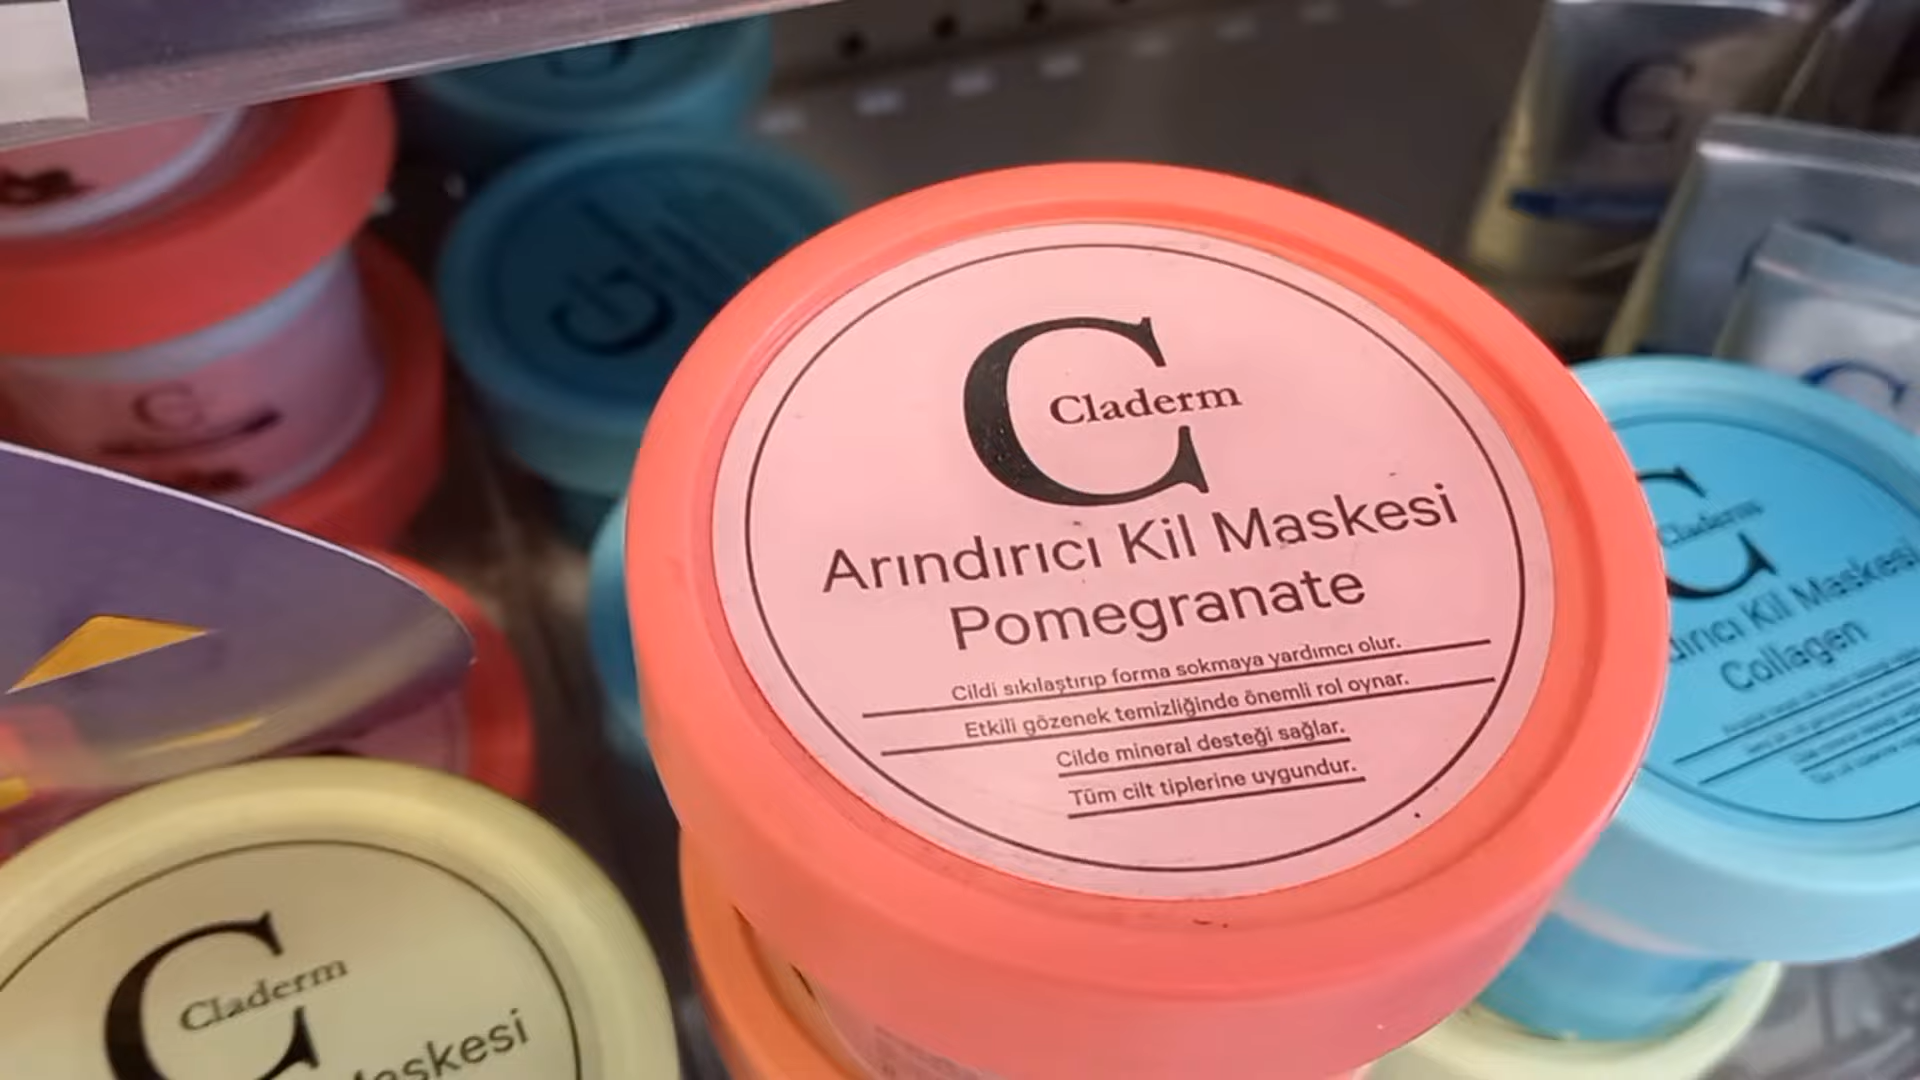 C
Claderm
Arındırıcı Kil Maskesi
Pomegranate
Cildi sıkılaştırıp forma sokmaya yardımcı olur.
Etkili gözenek temizliğinde önemli rol oynar.
Cilde mineral desteği sağlar.
Tüm cilt tiplerine uygundur.
C
Claderm
Kil Maskesi
Collagen
C
Claderm